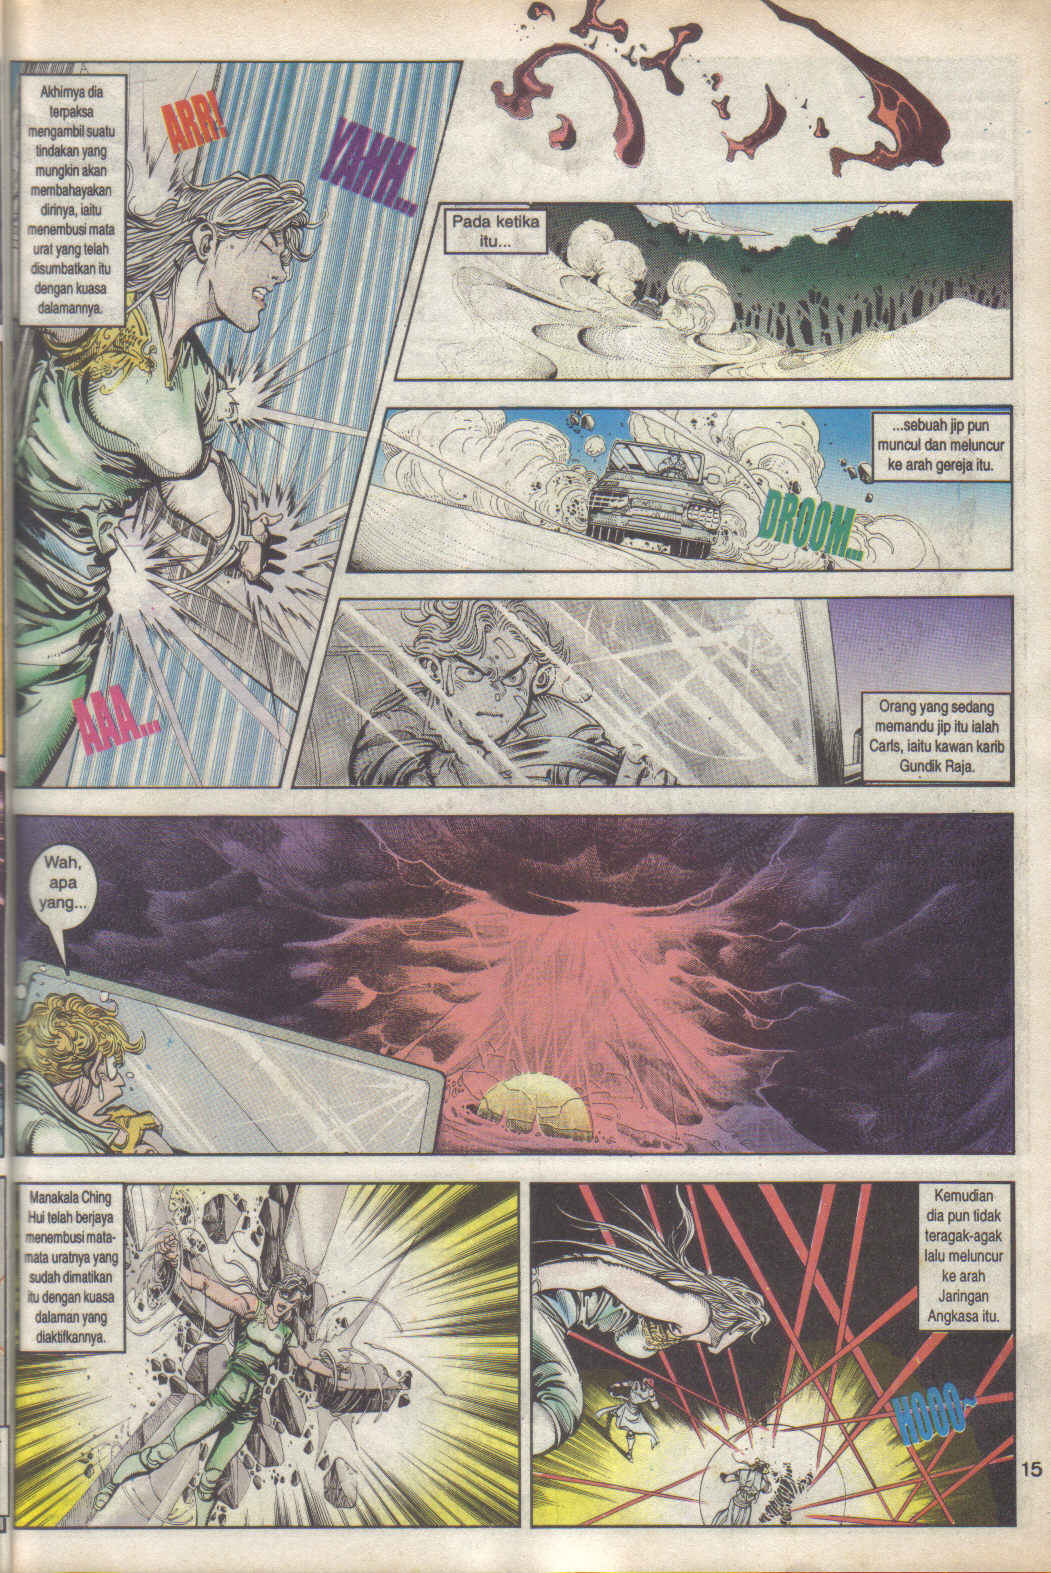 Akhirnya dia
terpaksa
mengambil suatu
tindakan yang
mungkin akan
membahayakan
dirinya, iaitu
menembusi mata
urat yang telah
disumbatkan itu
dengan kuasa
dalamannya.
ARR!
YAHH...
AAA...
Pada ketika
itu...
...sebuah jip pun
muncul dan meluncur
ke arah gereja itu.
DROOM...
Orang yang sedang
memandu jip itu ialah
Carls, iaitu kawan karib
Gundik Raja.
Wah,
apa
yang...
Manakala Ching
Hui telah berjaya
menembusi mata-
mata uratnya yang
sudah dimatikan
itu dengan kuasa
dalaman yang
diaktifkannya.
Kemudian
dia pun tidak
teragak-agak
lalu meluncur
ke arah
Jaringan
Angkasa itu.
HOOO~
15